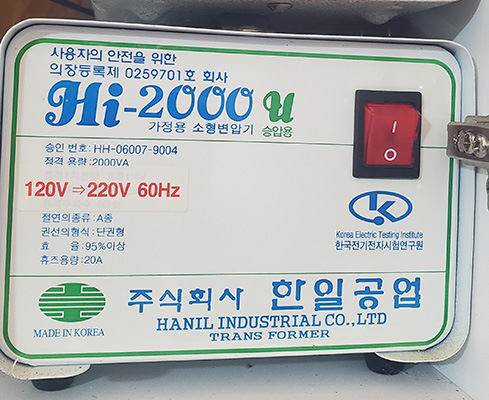 사용자의 안전을 위한
의장등록제 0259701호 회사
Hi-2000 u
가정용 소형변압기 승압용
승인 번호: HH-06007-9004
정격 용량: 2000VA
120V ⇒ 220V 60Hz
절연의종류: A종
권선의형식: 단권형
효 율: 95%이상
휴즈용량: 20A
I
O
K
Korea Electric Testing Institute
한국전기전자시험연구원
MADE IN KOREA
주식회사 한일공업
HANIL INDUSTRIAL CO.,LTD
TRANS FORMER